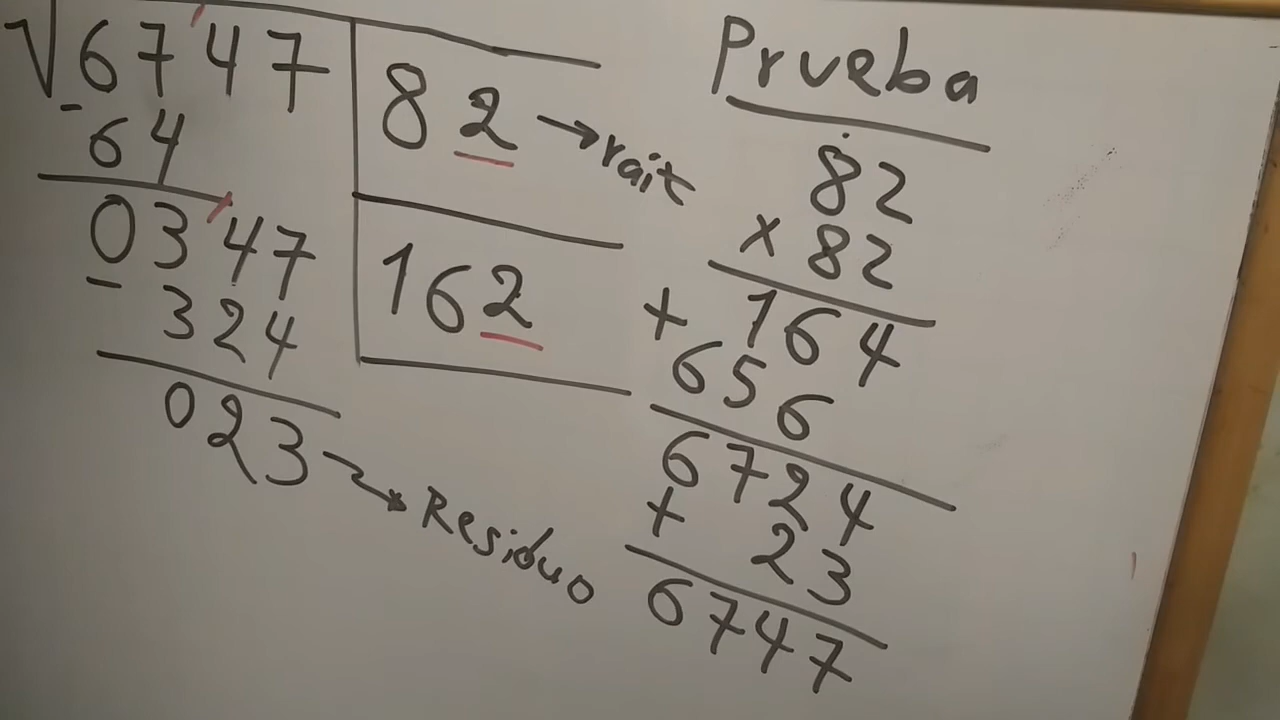 √67'47
- 64
03'47
- 324
023 → Residuo
82 → raiz
162
Prueba
82
x 82
164
+ 656
6724
+ 23
6747